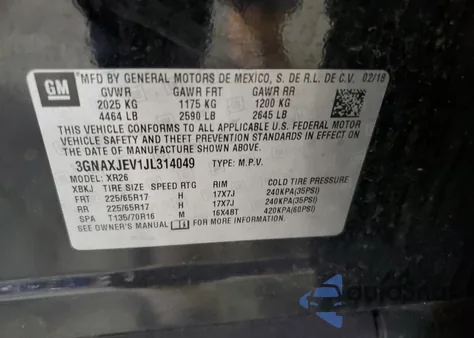 GM
MFD BY GENERAL MOTORS DE MEXICO, S. DE R.L. DE C.V. 02/18
GVWR GAWR FRT GAWR RR
2025 KG 1175 KG 1200 KG
4464 LB 2590 LB 2645 LB
THIS VEHICLE CONFORMS TO ALL APPLICABLE U.S. FEDERAL MOTOR
VEHICLE SAFETY, AND THEFT PREVENTION STANDARDS IN EFFECT ON
THE DATE OF MANUFACTURE SHOWN ABOVE.
3GNAXJEV1JL314049 TYPE: M.P.V.
MODEL: XR26
XBKJ TIRE SIZE SPEED RTG RIM COLD TIRE PRESSURE
FRT 225/65R17 H 17X7J 240KPA(35PSI)
RR 225/65R17 H 17X7J 240KPA(35PSI)
SPA T135/70R16 M 16X4BT 420KPA(60PSI)
SEE OWNER'S MANUAL FOR MORE INFORMATION.